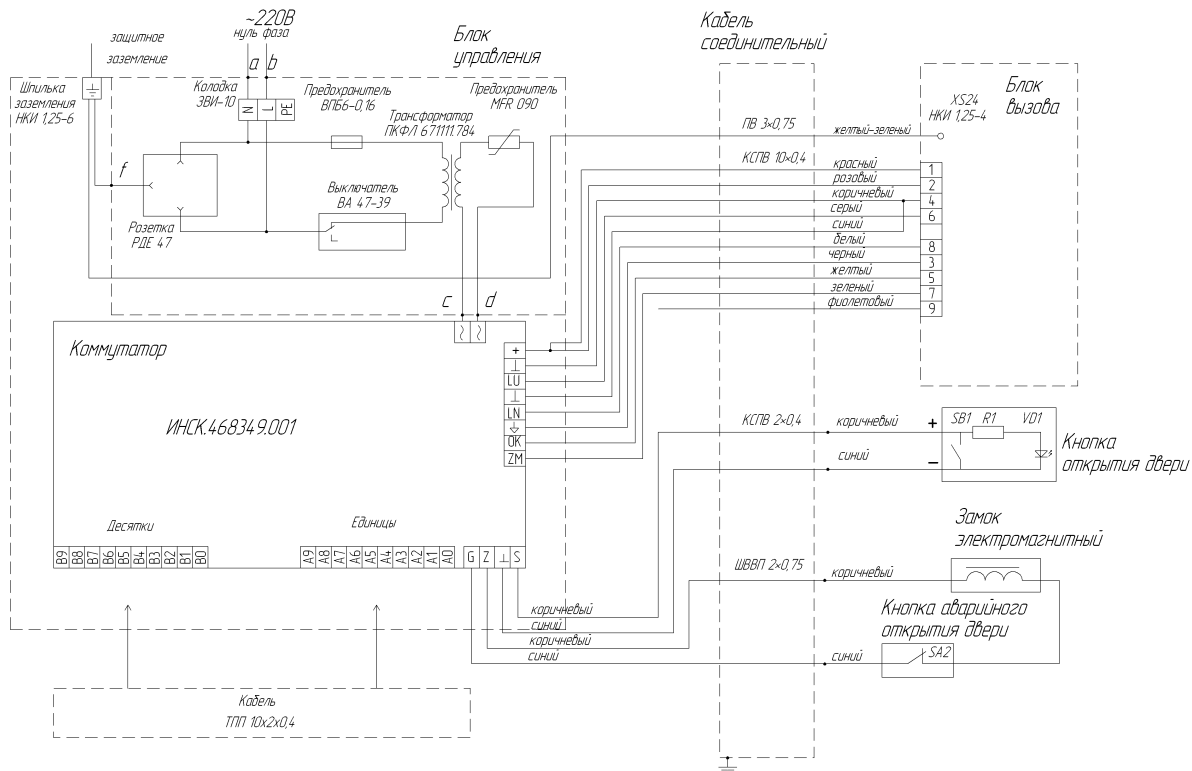 ~220В
нуль фаза
защитное
заземление
a b
Блок
управления
Кабель
соединительный
Шпилька
заземления
НКИ 1,25-6
Колодка
ЗВИ-10
N L PE
Предохранитель
ВПБ6-0,16
Трансформатор
ПКФЛ 671111.784
Предохранитель
MFR 090
f
Розетка
РДЕ 47
Выключатель
ВА 47-39
c d
Блок
вызова
XS24
НКИ 1,25-4
ПВ 3×0,75 желтый-зеленый
КСПВ 10×0,4 красный 1
розовый 2
коричневый 4
серый 6
синий
белый 8
черный 3
желтый 5
зеленый 7
фиолетовый 9
Коммутатор
ИНСК.468349.001
+
⊥
LU
⊥
LN
OK
ZM
Десятки
Единицы
B9 B8 B7 B6 B5 B4 B3 B2 B1 B0
A9 A8 A7 A6 A5 A4 A3 A2 A1 A0
G Z ⊥ S
КСПВ 2×0,4 коричневый
+ SB1 R1 VD1
синий
–
Кнопка
открытия двери
Замок
электромагнитный
ШВВП 2×0,75 коричневый
Кнопка аварийного
открытия двери
синий SA2
коричневый
синий
коричневый
синий
Кабель
ТПП 10х2х0,4